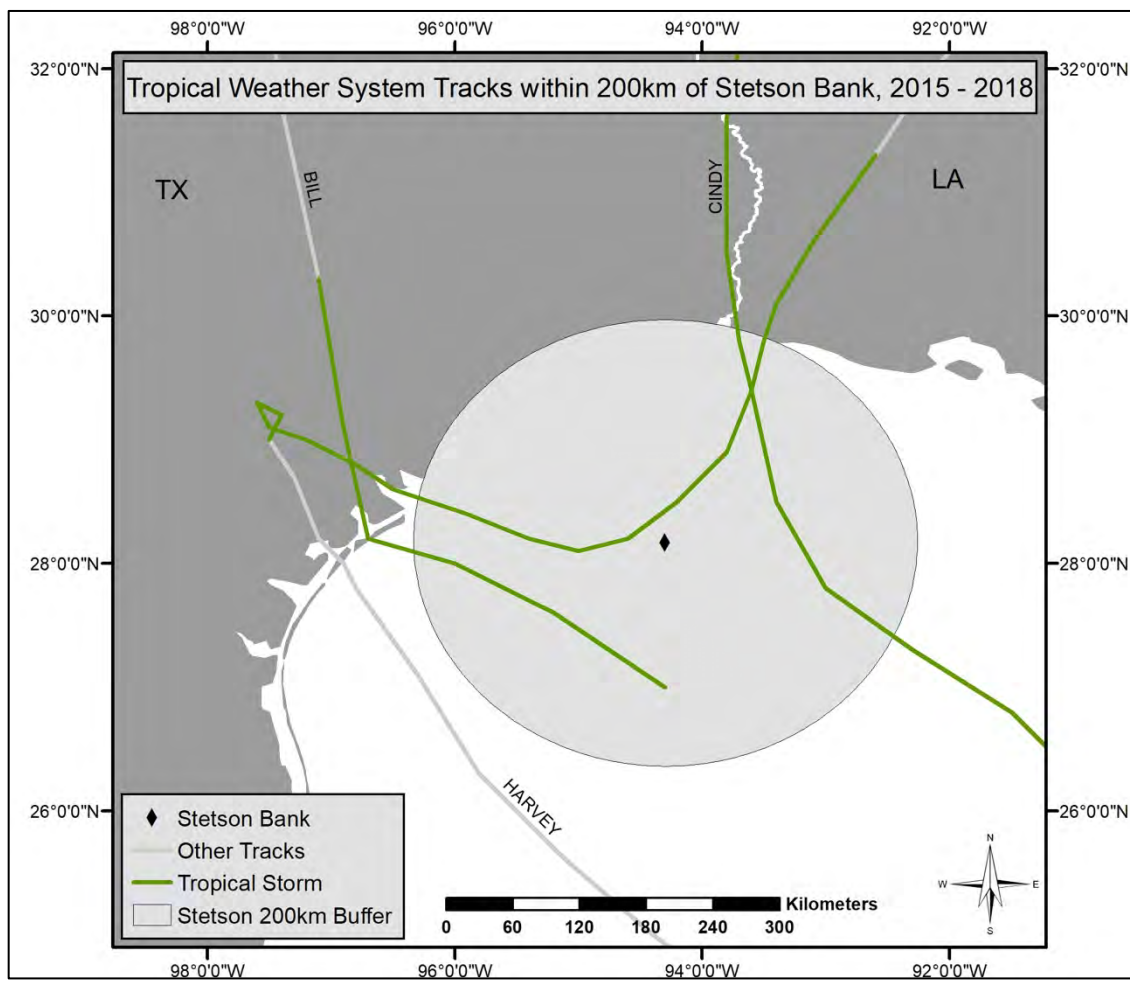 98°0'0"W 96°0'0"W 94°0'0"W 92°0'0"W
32°0'0"N 32°0'0"N
Tropical Weather System Tracks within 200km of Stetson Bank, 2015 - 2018
TX BILL CINDY LA
30°0'0"N 30°0'0"N
28°0'0"N 28°0'0"N
26°0'0"N 26°0'0"N
HARVEY
Stetson Bank
Other Tracks
Tropical Storm
Stetson 200km Buffer
Kilometers
0 60 120 180 240 300
N
W E
S
98°0'0"W 96°0'0"W 94°0'0"W 92°0'0"W